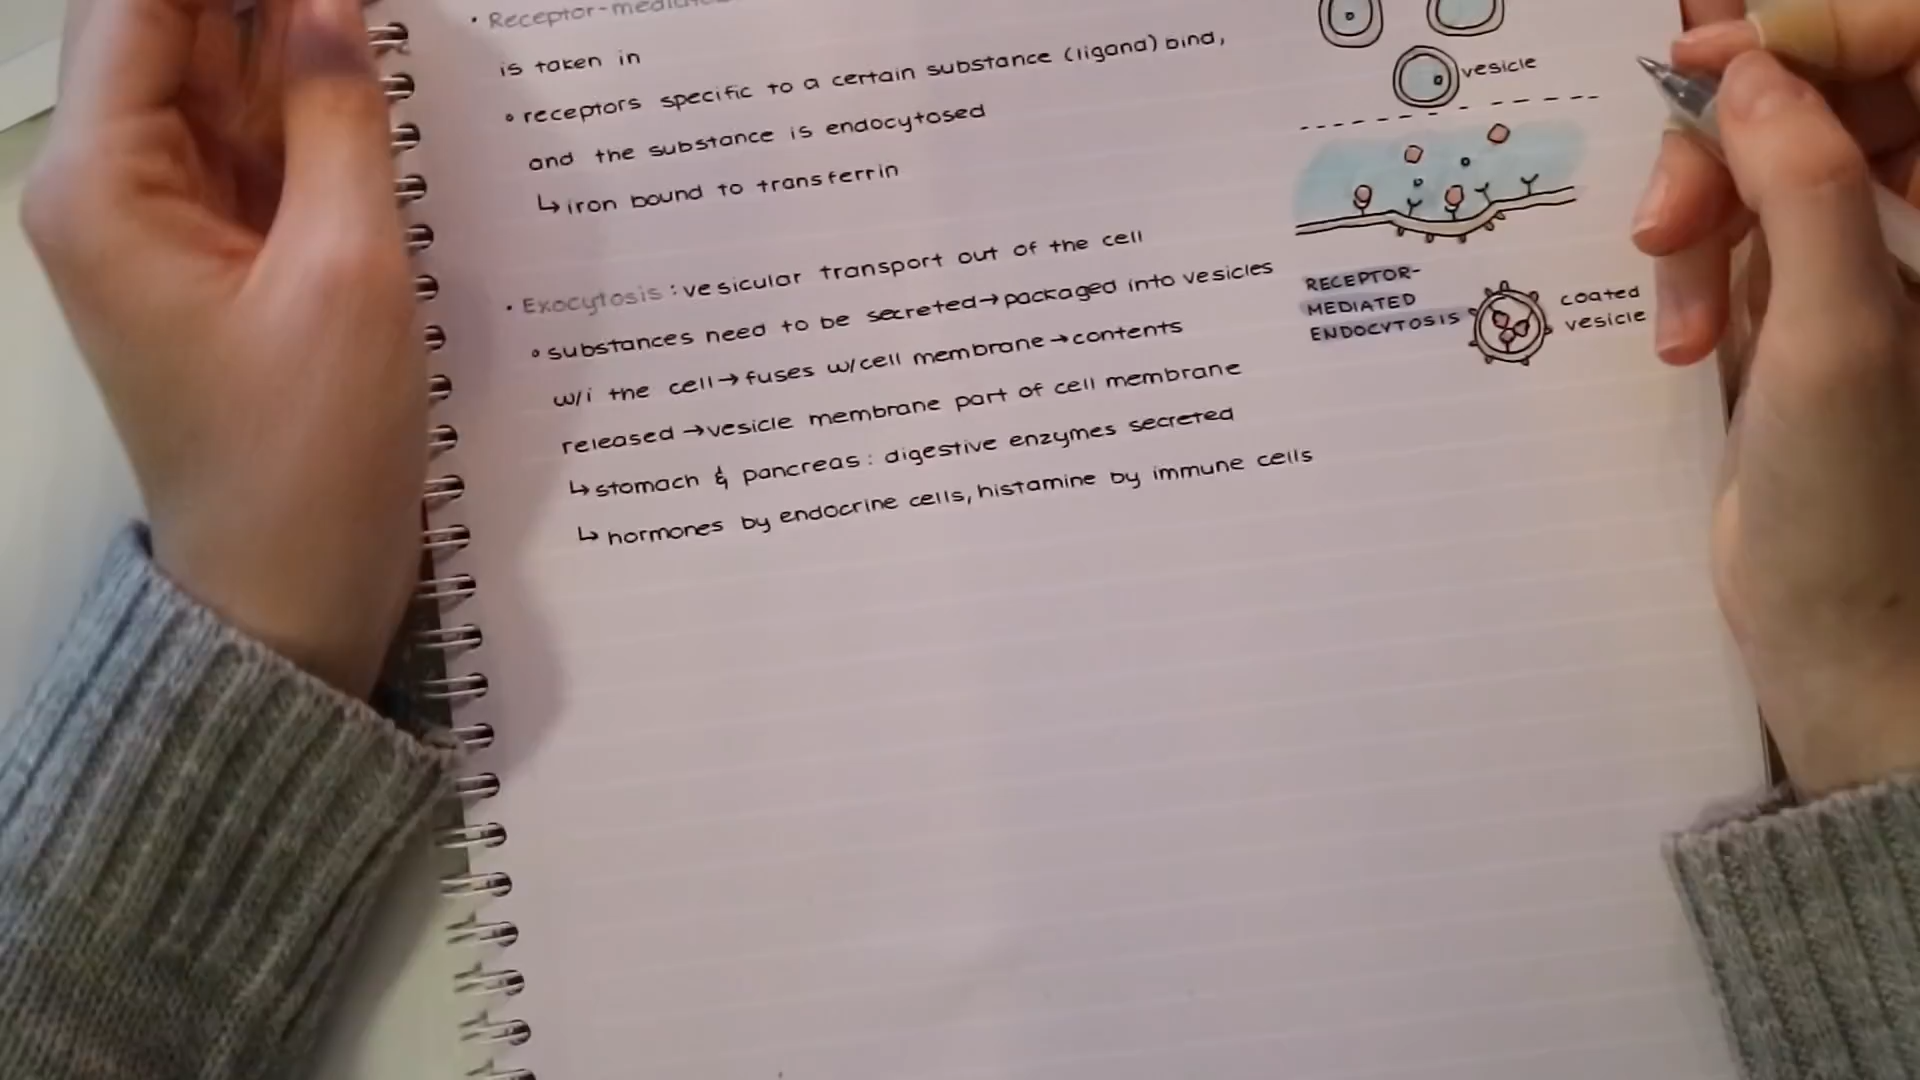 • Receptor-mediated
is taken in
∘ receptors specific to a certain substance (ligand) bind,
and the substance is endocytosed
↳ iron bound to transferrin
• Exocytosis: vesicular transport out of the cell
∘ substances need to be secreted→packaged into vesicles
w/i the cell→fuses w/cell membrane→contents
released→vesicle membrane part of cell membrane
↳ stomach & pancreas: digestive enzymes secreted
↳ hormones by endocrine cells, histamine by immune cells
vesicle
RECEPTOR-
MEDIATED
ENDOCYTOSIS
coated
vesicle